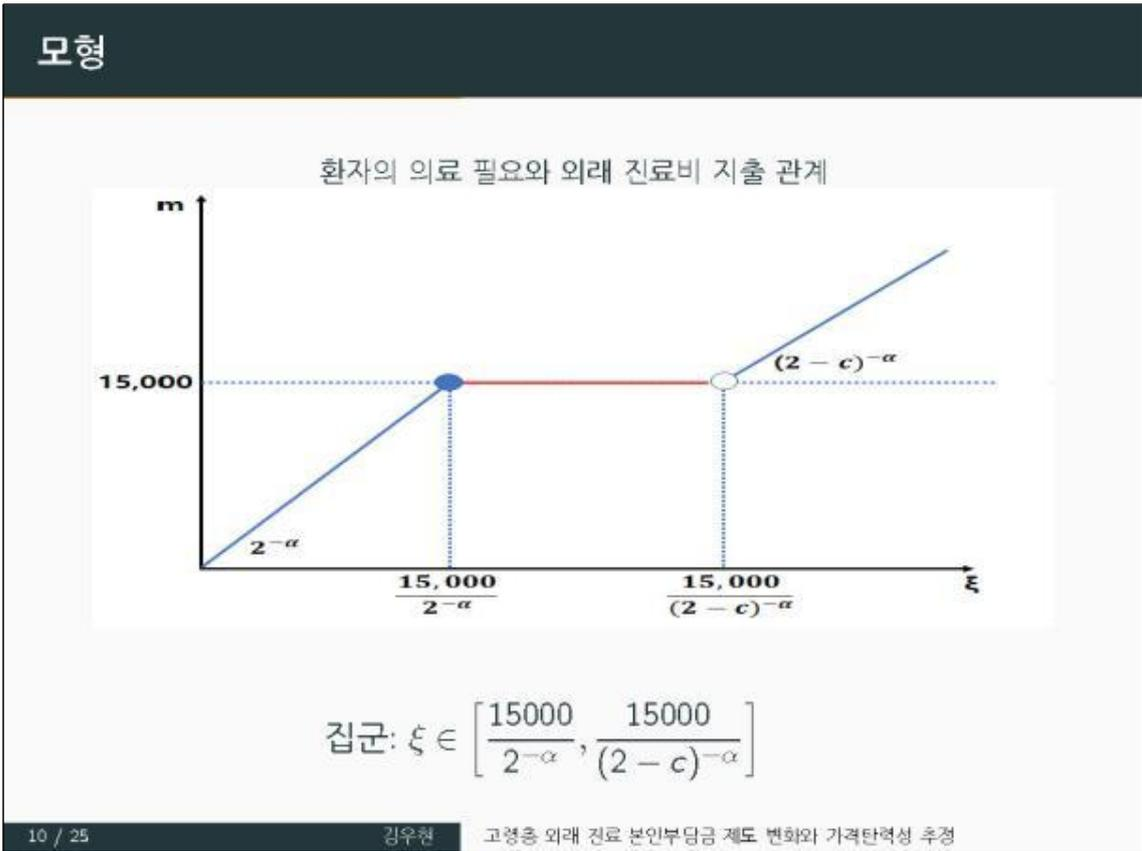 모형
환자의 의료 필요와 외래 진료비 지출 관계
m
(2 − c)^{−α}
15,000
2^{−α}
15,000 / 2^{−α}
15,000 / (2 − c)^{−α}
ξ
집군: ξ ∈ [15000 / 2^{−α}, 15000 / (2 − c)^{−α}]
10 / 25 김우현 고령층 외래 진료 본인부담금 제도 변화와 가격탄력성 추정